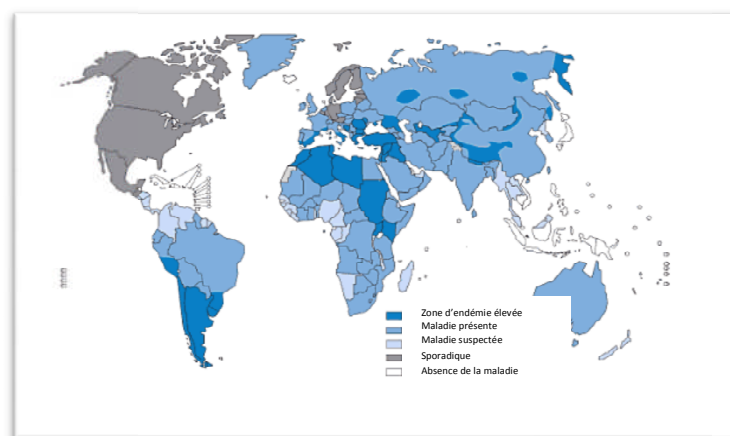 Zone d'endémie élevée
Maladie présente
Maladie suspectée
Sporadique
Absence de la maladie